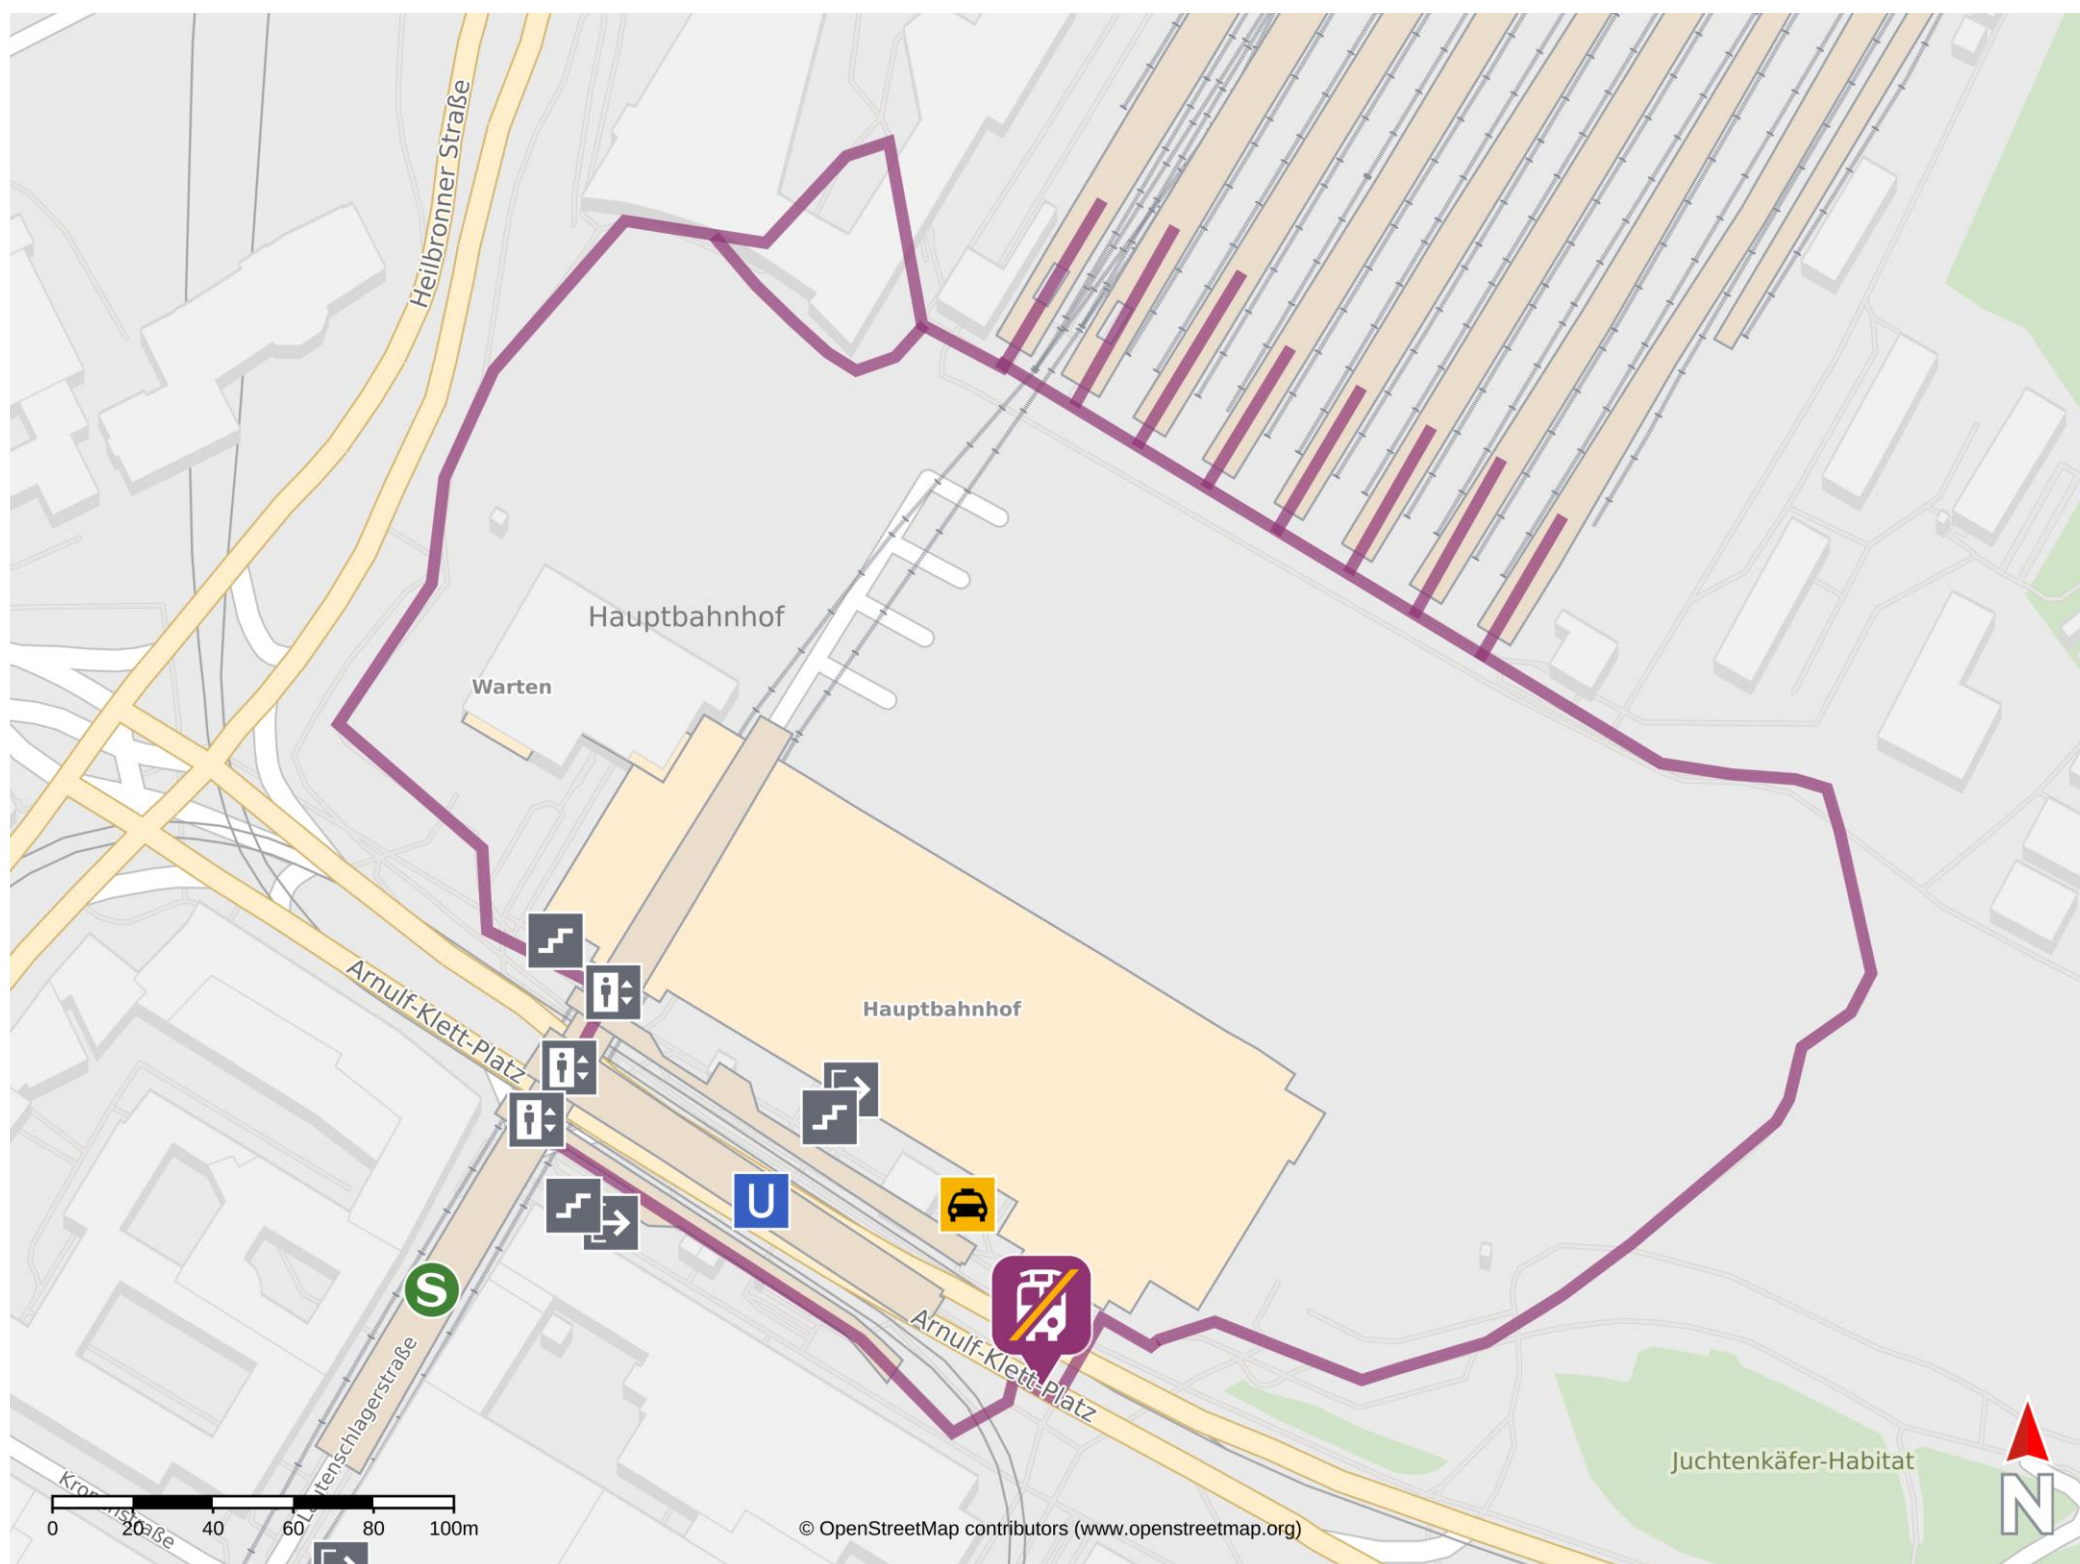 Heilbronner Straße
Hauptbahnhof
Warten
Hauptbahnhof
Arnulf-Klett-Platz
U
S
Arnulf-Klett-Platz
Lautenschlagerstraße
Juchtenkäfer-Habitat
Kronenstraße
0 20 40 60 80 100m
© OpenStreetMap contributors (www.openstreetmap.org)
N